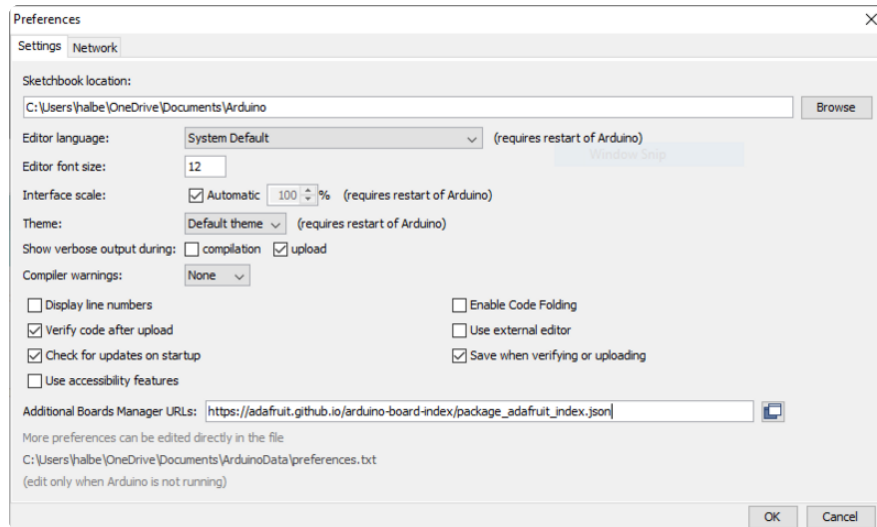 Preferences
Settings Network
Sketchbook location:
C:\Users\halbe\OneDrive\Documents\Arduino Browse
Editor language: System Default (requires restart of Arduino)
Window Snip
Editor font size: 12
Interface scale: Automatic 100 % (requires restart of Arduino)
Theme: Default theme (requires restart of Arduino)
Show verbose output during: compilation upload
Compiler warnings: None
Display line numbers Enable Code Folding
Verify code after upload Use external editor
Check for updates on startup Save when verifying or uploading
Use accessibility features
Additional Boards Manager URLs: https://adafruit.github.io/arduino-board-index/package_adafruit_index.json
More preferences can be edited directly in the file
C:\Users\halbe\OneDrive\Documents\ArduinoData\preferences.txt
(edit only when Arduino is not running)
OK Cancel